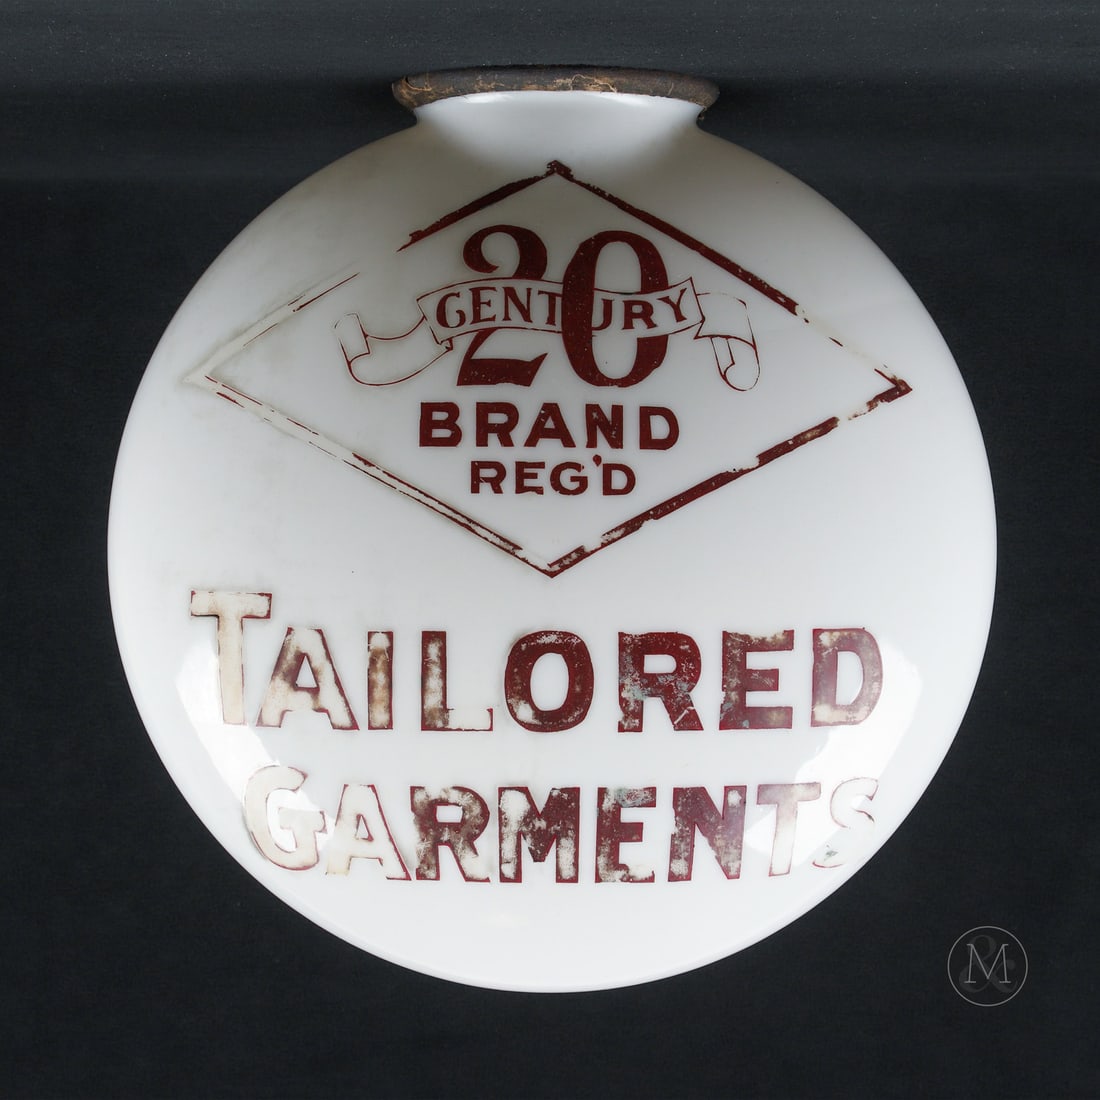 20
CENTURY
BRAND
REG'D
TAILORED
GARMENTS
M&